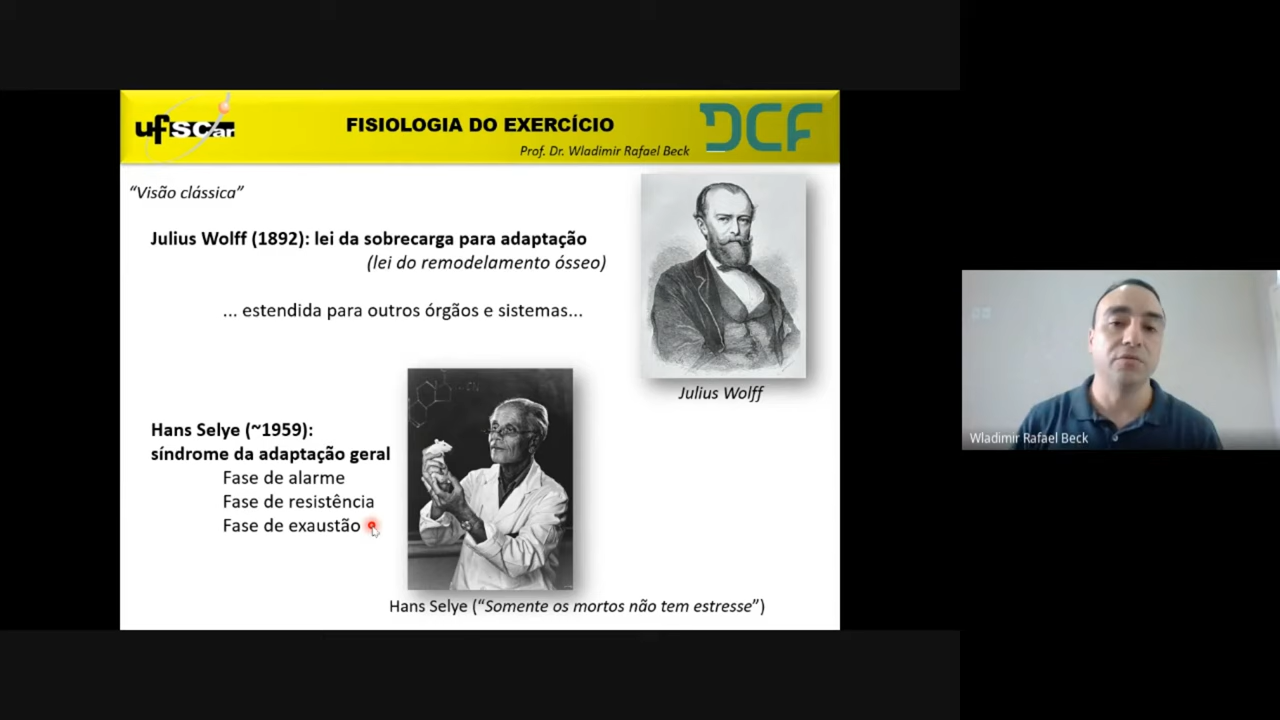 ufscar
FISIOLOGIA DO EXERCÍCIO
Prof. Dr. Wladimir Rafael Beck
DCF
“Visão clássica”
Julius Wolff (1892): lei da sobrecarga para adaptação
(lei do remodelamento ósseo)
... estendida para outros órgãos e sistemas...
Julius Wolff
Hans Selye (~1959):
síndrome da adaptação geral
Fase de alarme
Fase de resistência
Fase de exaustão
Hans Selye (“Somente os mortos não tem estresse”)
Wladimir Rafael Beck